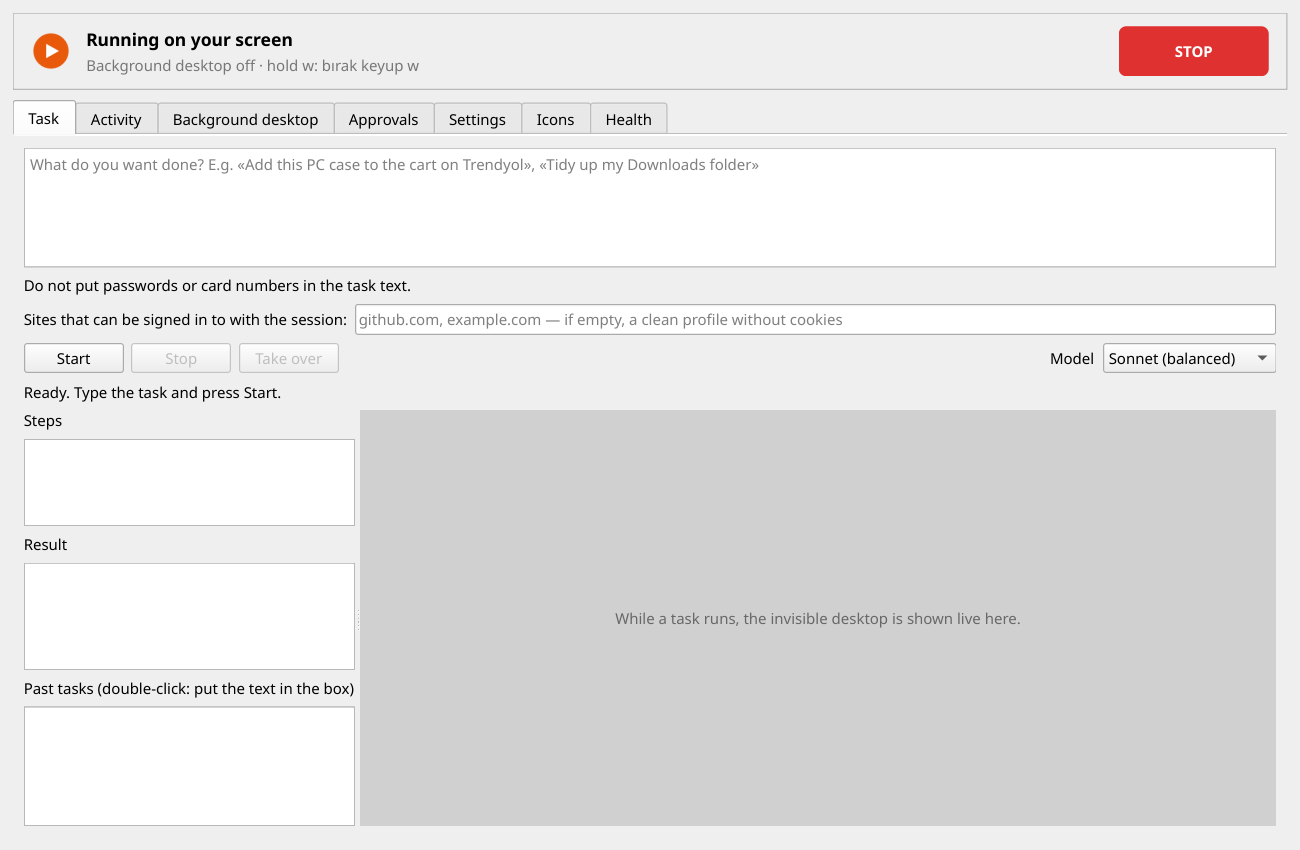 Running on your screen
Background desktop off · hold w: bırak keyup w
STOP
Task
Activity
Background desktop
Approvals
Settings
Icons
Health
What do you want done? E.g. «Add this PC case to the cart on Trendyol», «Tidy up my Downloads folder»
Do not put passwords or card numbers in the task text.
Sites that can be signed in to with the session:
github.com, example.com — if empty, a clean profile without cookies
Start
Stop
Take over
Model
Sonnet (balanced)
Ready. Type the task and press Start.
Steps
Result
While a task runs, the invisible desktop is shown live here.
Past tasks (double-click: put the text in the box)